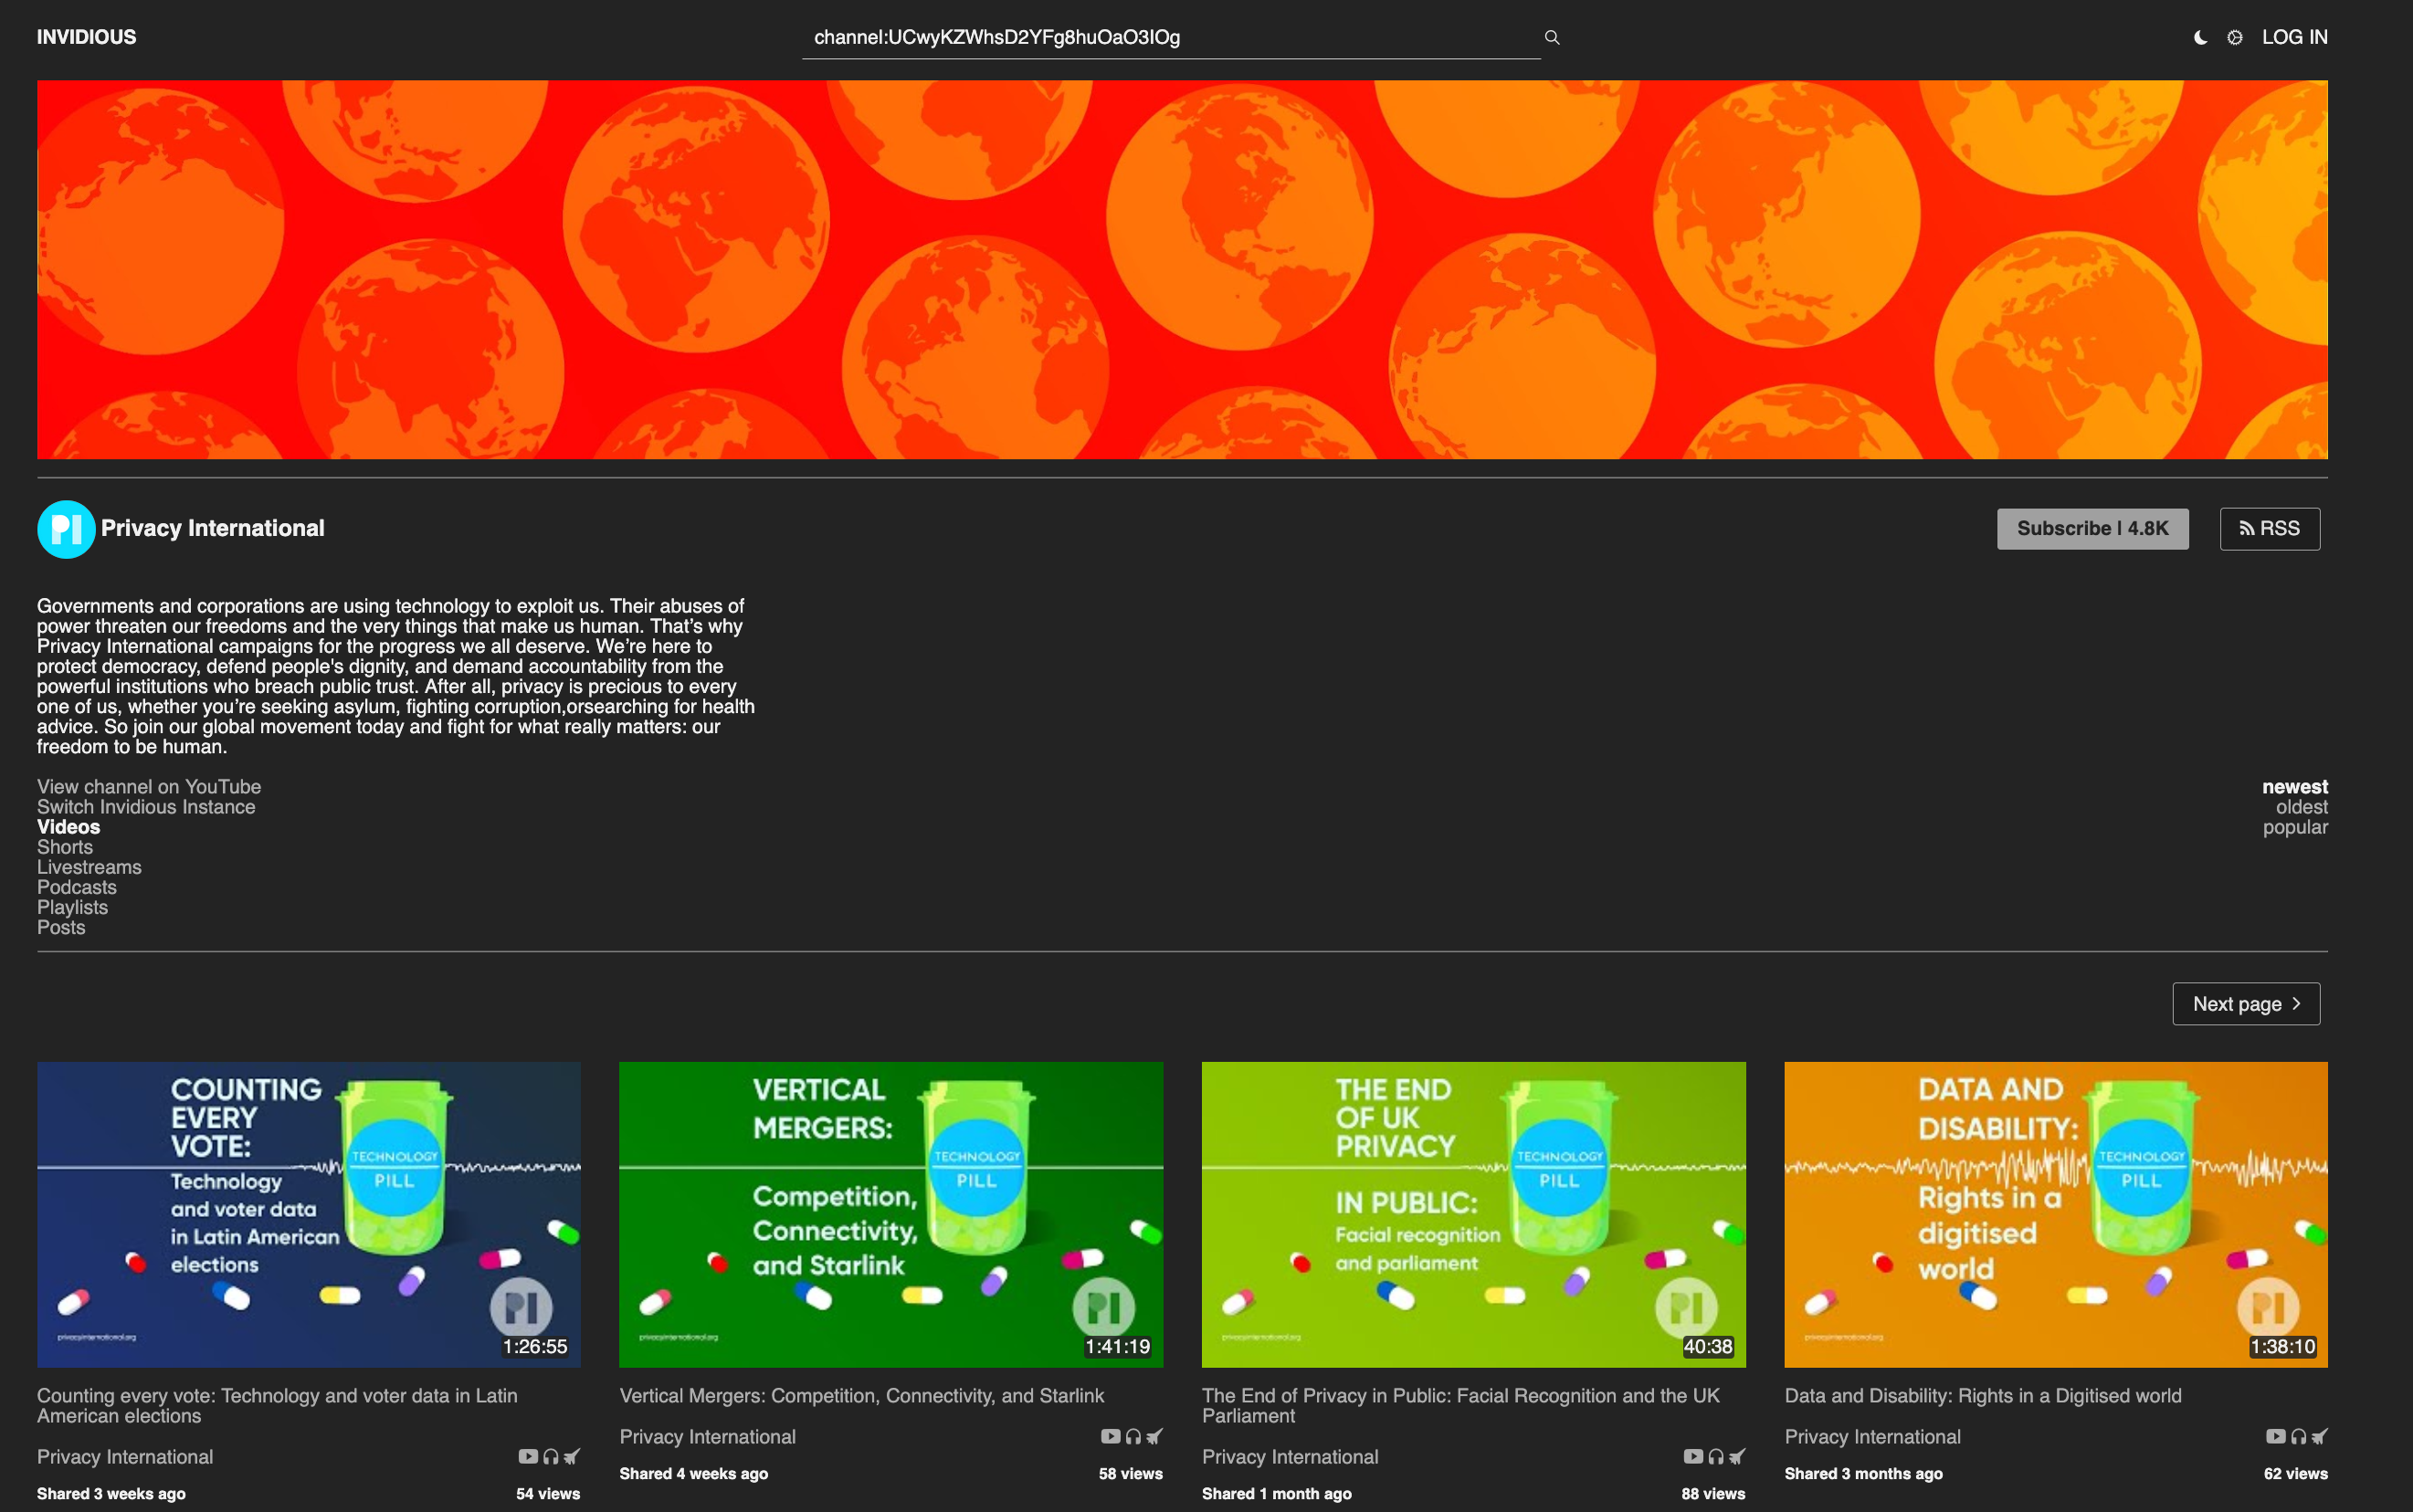 INVIDIOUS
channel:UCwyKZWhsD2YFg8huOaO3IOg
LOG IN
PI
Privacy International
Subscribe | 4.8K
RSS
Governments and corporations are using technology to exploit us. Their abuses of
power threaten our freedoms and the very things that make us human. That’s why
Privacy International campaigns for the progress we all deserve. We’re here to
protect democracy, defend people's dignity, and demand accountability from the
powerful institutions who breach public trust. After all, privacy is precious to every
one of us, whether you’re seeking asylum, fighting corruption,orsearching for health
advice. So join our global movement today and fight for what really matters: our
freedom to be human.
View channel on YouTube
Switch Invidious Instance
Videos
Shorts
Livestreams
Podcasts
Playlists
Posts
newest
oldest
popular
Next page
COUNTING
EVERY
VOTE:
Technology
and voter data
in Latin American
elections
TECHNOLOGY
PILL
privacyinternational.org
PI
1:26:55
Counting every vote: Technology and voter data in Latin
American elections
Privacy International
Shared 3 weeks ago
54 views
VERTICAL
MERGERS:
Competition,
Connectivity,
and Starlink
TECHNOLOGY
PILL
privacyinternational.org
PI
1:41:19
Vertical Mergers: Competition, Connectivity, and Starlink
Privacy International
Shared 4 weeks ago
58 views
THE END
OF UK
PRIVACY
IN PUBLIC:
Facial recognition
and parliament
TECHNOLOGY
PILL
privacyinternational.org
PI
40:38
The End of Privacy in Public: Facial Recognition and the UK
Parliament
Privacy International
Shared 1 month ago
88 views
DATA AND
DISABILITY:
Rights in a
digitised
world
TECHNOLOGY
PILL
privacyinternational.org
PI
1:38:10
Data and Disability: Rights in a Digitised world
Privacy International
Shared 3 months ago
62 views